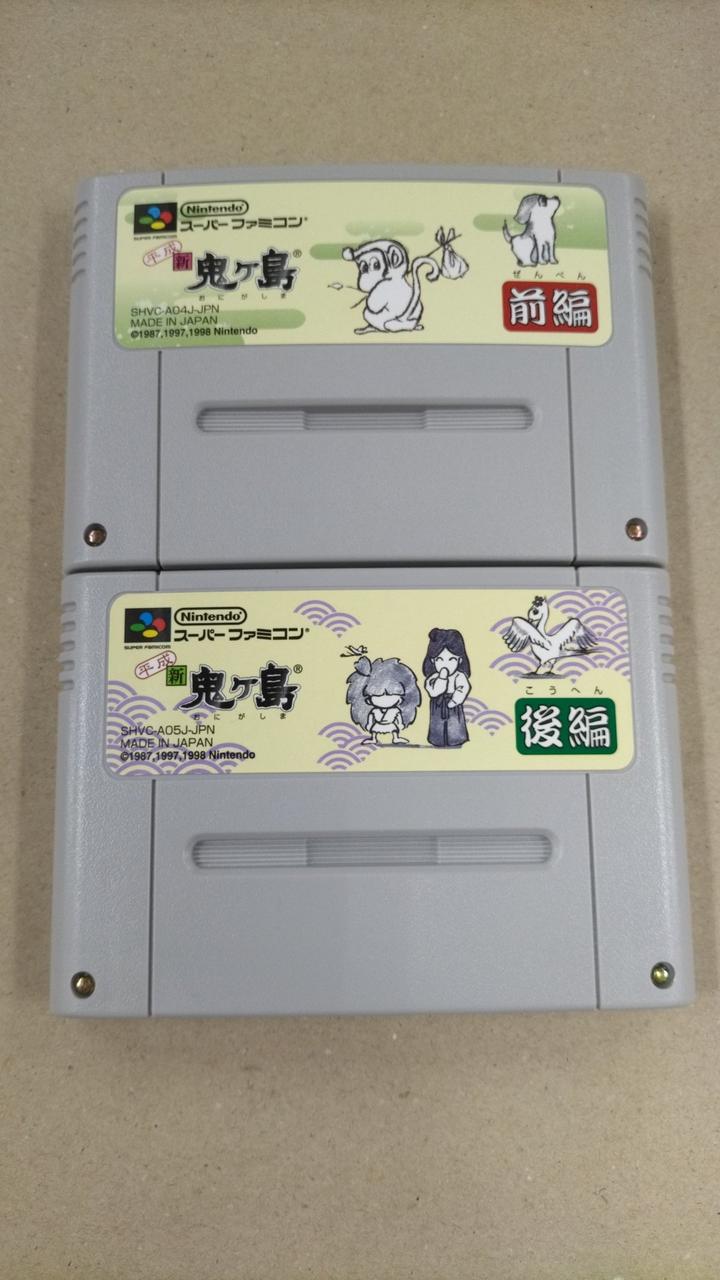 Nintendo
スーパーファミコン
SUPER FAMICOM
平成
新 鬼ヶ島®
おにがしま
SHVC-A04J-JPN
MADE IN JAPAN
©1987,1997,1998 Nintendo
ぜんぺん
前編
Nintendo
スーパーファミコン
SUPER FAMICOM
平成
新 鬼ヶ島®
おにがしま
SHVC-A05J-JPN
MADE IN JAPAN
©1987,1997,1998 Nintendo
こうへん
後編